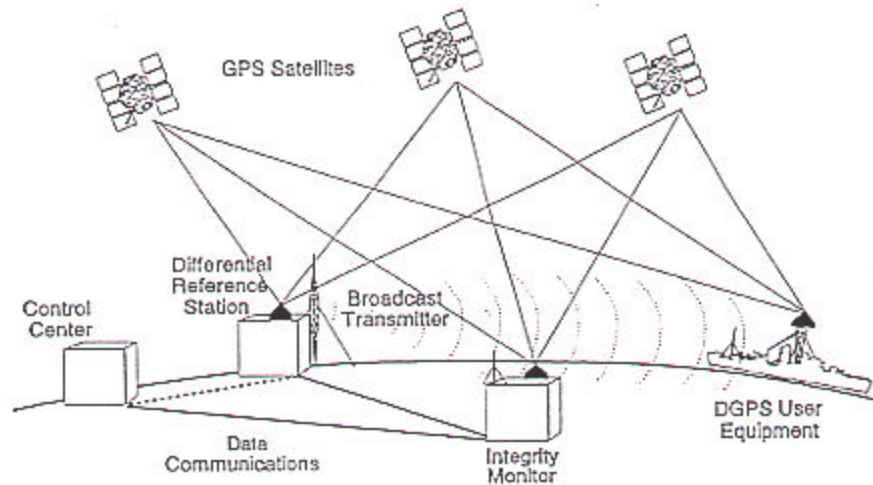 GPS Satellites
Differential
Reference
Station
Broadcast
Transmitter
Control
Center
Data
Communications
Integrity
Monitor
DGPS User
Equipment